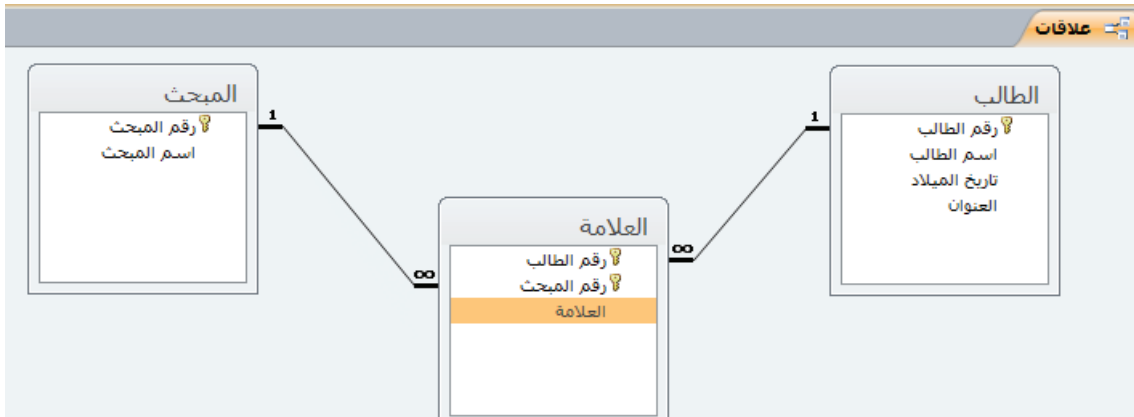 علاقات
الطالب
رقم الطالب
اسم الطالب
تاريخ الميلاد
العنوان
1
∞
العلامة
رقم الطالب
رقم المبحث
العلامة
∞
1
المبحث
رقم المبحث
اسم المبحث